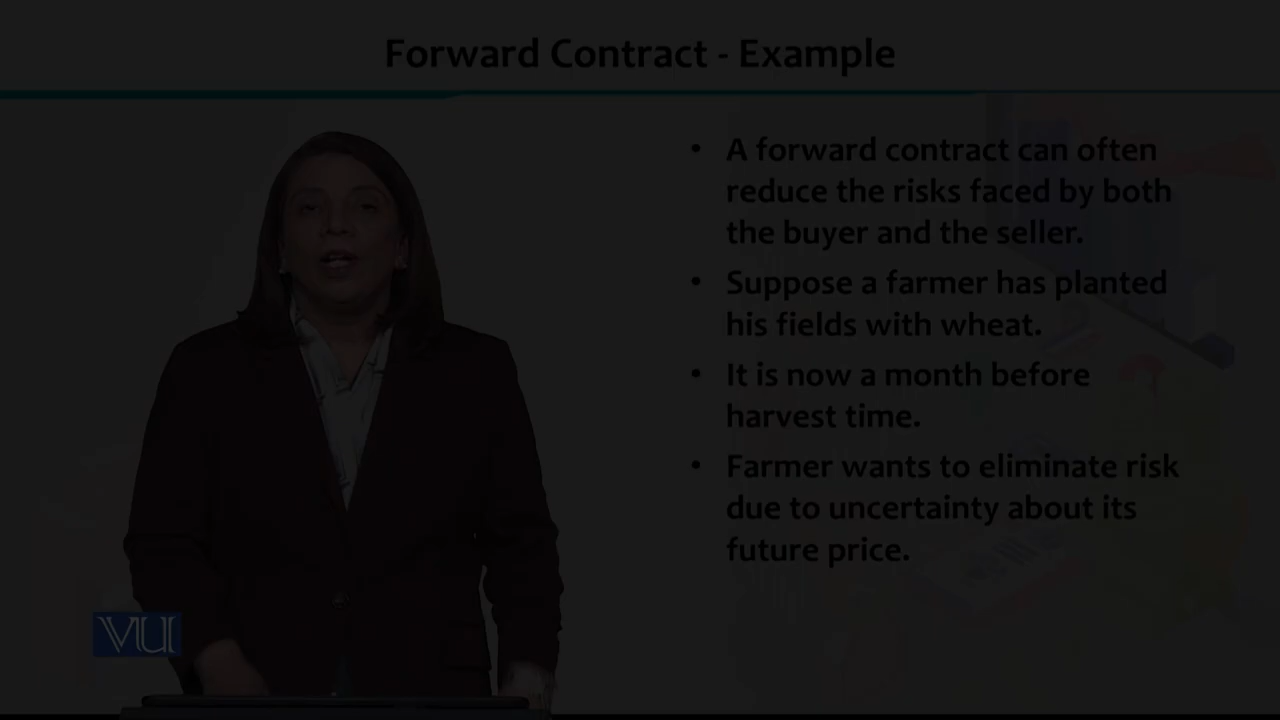 Forward Contract - Example
• A forward contract can often
reduce the risks faced by both
the buyer and the seller.
• Suppose a farmer has planted
his fields with wheat.
• It is now a month before
harvest time.
• Farmer wants to eliminate risk
due to uncertainty about its
future price.
VU